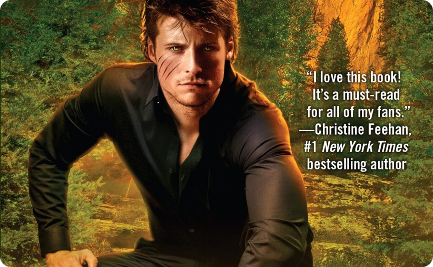 “I love this book!
It’s a must-read
for all of my fans.”
—Christine Feehan,
#1 New York Times
bestselling author